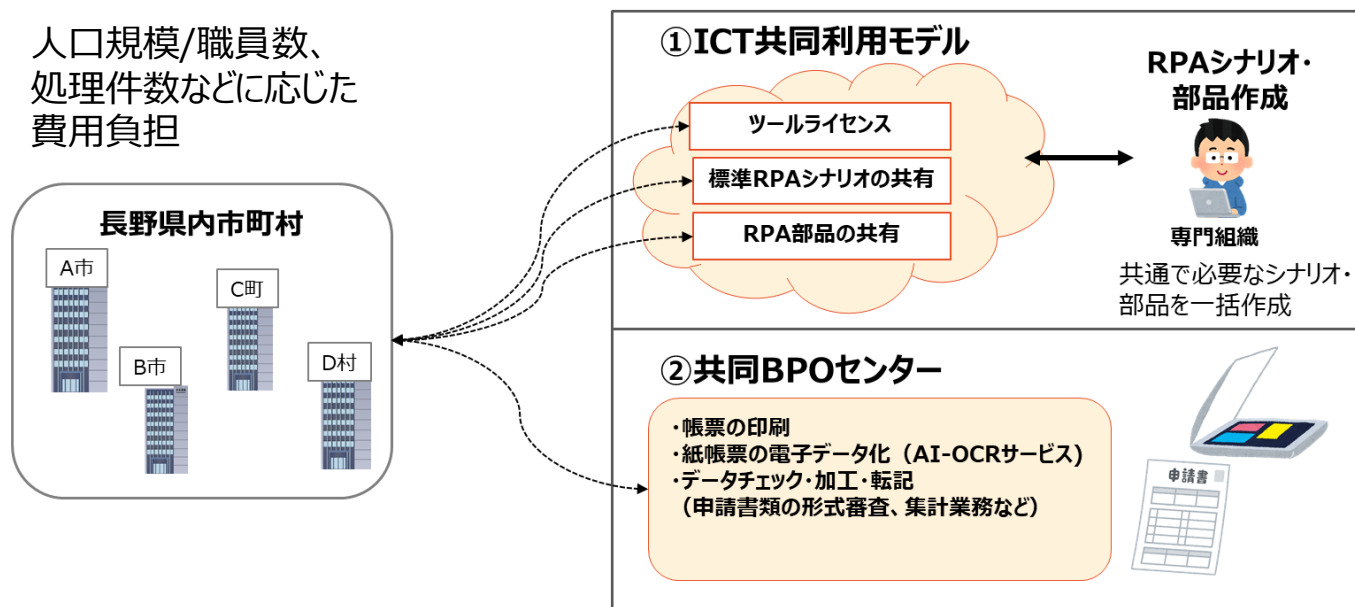 人口規模/職員数、
処理件数などに応じた
費用負担
長野県内市町村
A市
B市
C町
D村
①ICT共同利用モデル
ツールライセンス
標準RPAシナリオの共有
RPA部品の共有
RPAシナリオ・
部品作成
専門組織
共通で必要なシナリオ・
部品を一括作成
②共同BPOセンター
・帳票の印刷
・紙帳票の電子データ化（AI-OCRサービス)
・データチェック・加工・転記
（申請書類の形式審査、集計業務など）
申請書